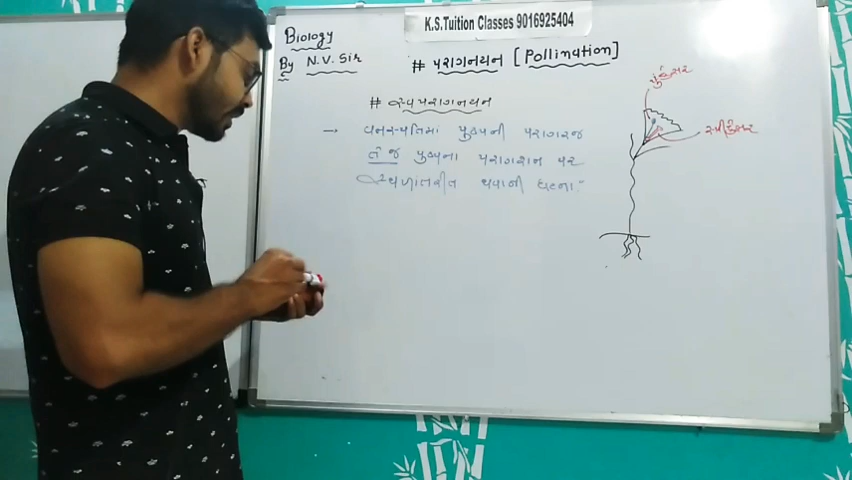 K.S.Tuition Classes 9016925404
Biology
By N.V. Sir
# પરાગનયન [Pollination]
# સ્વપરાગનયન
→ વનસ્પતિમાં પુષ્પની પરાગરજ
તે જ પુષ્પના પરાગાસન પર
સ્થળાંતરીત થવાની ઘટના.
પુંકેસર
સ્ત્રીકેસર